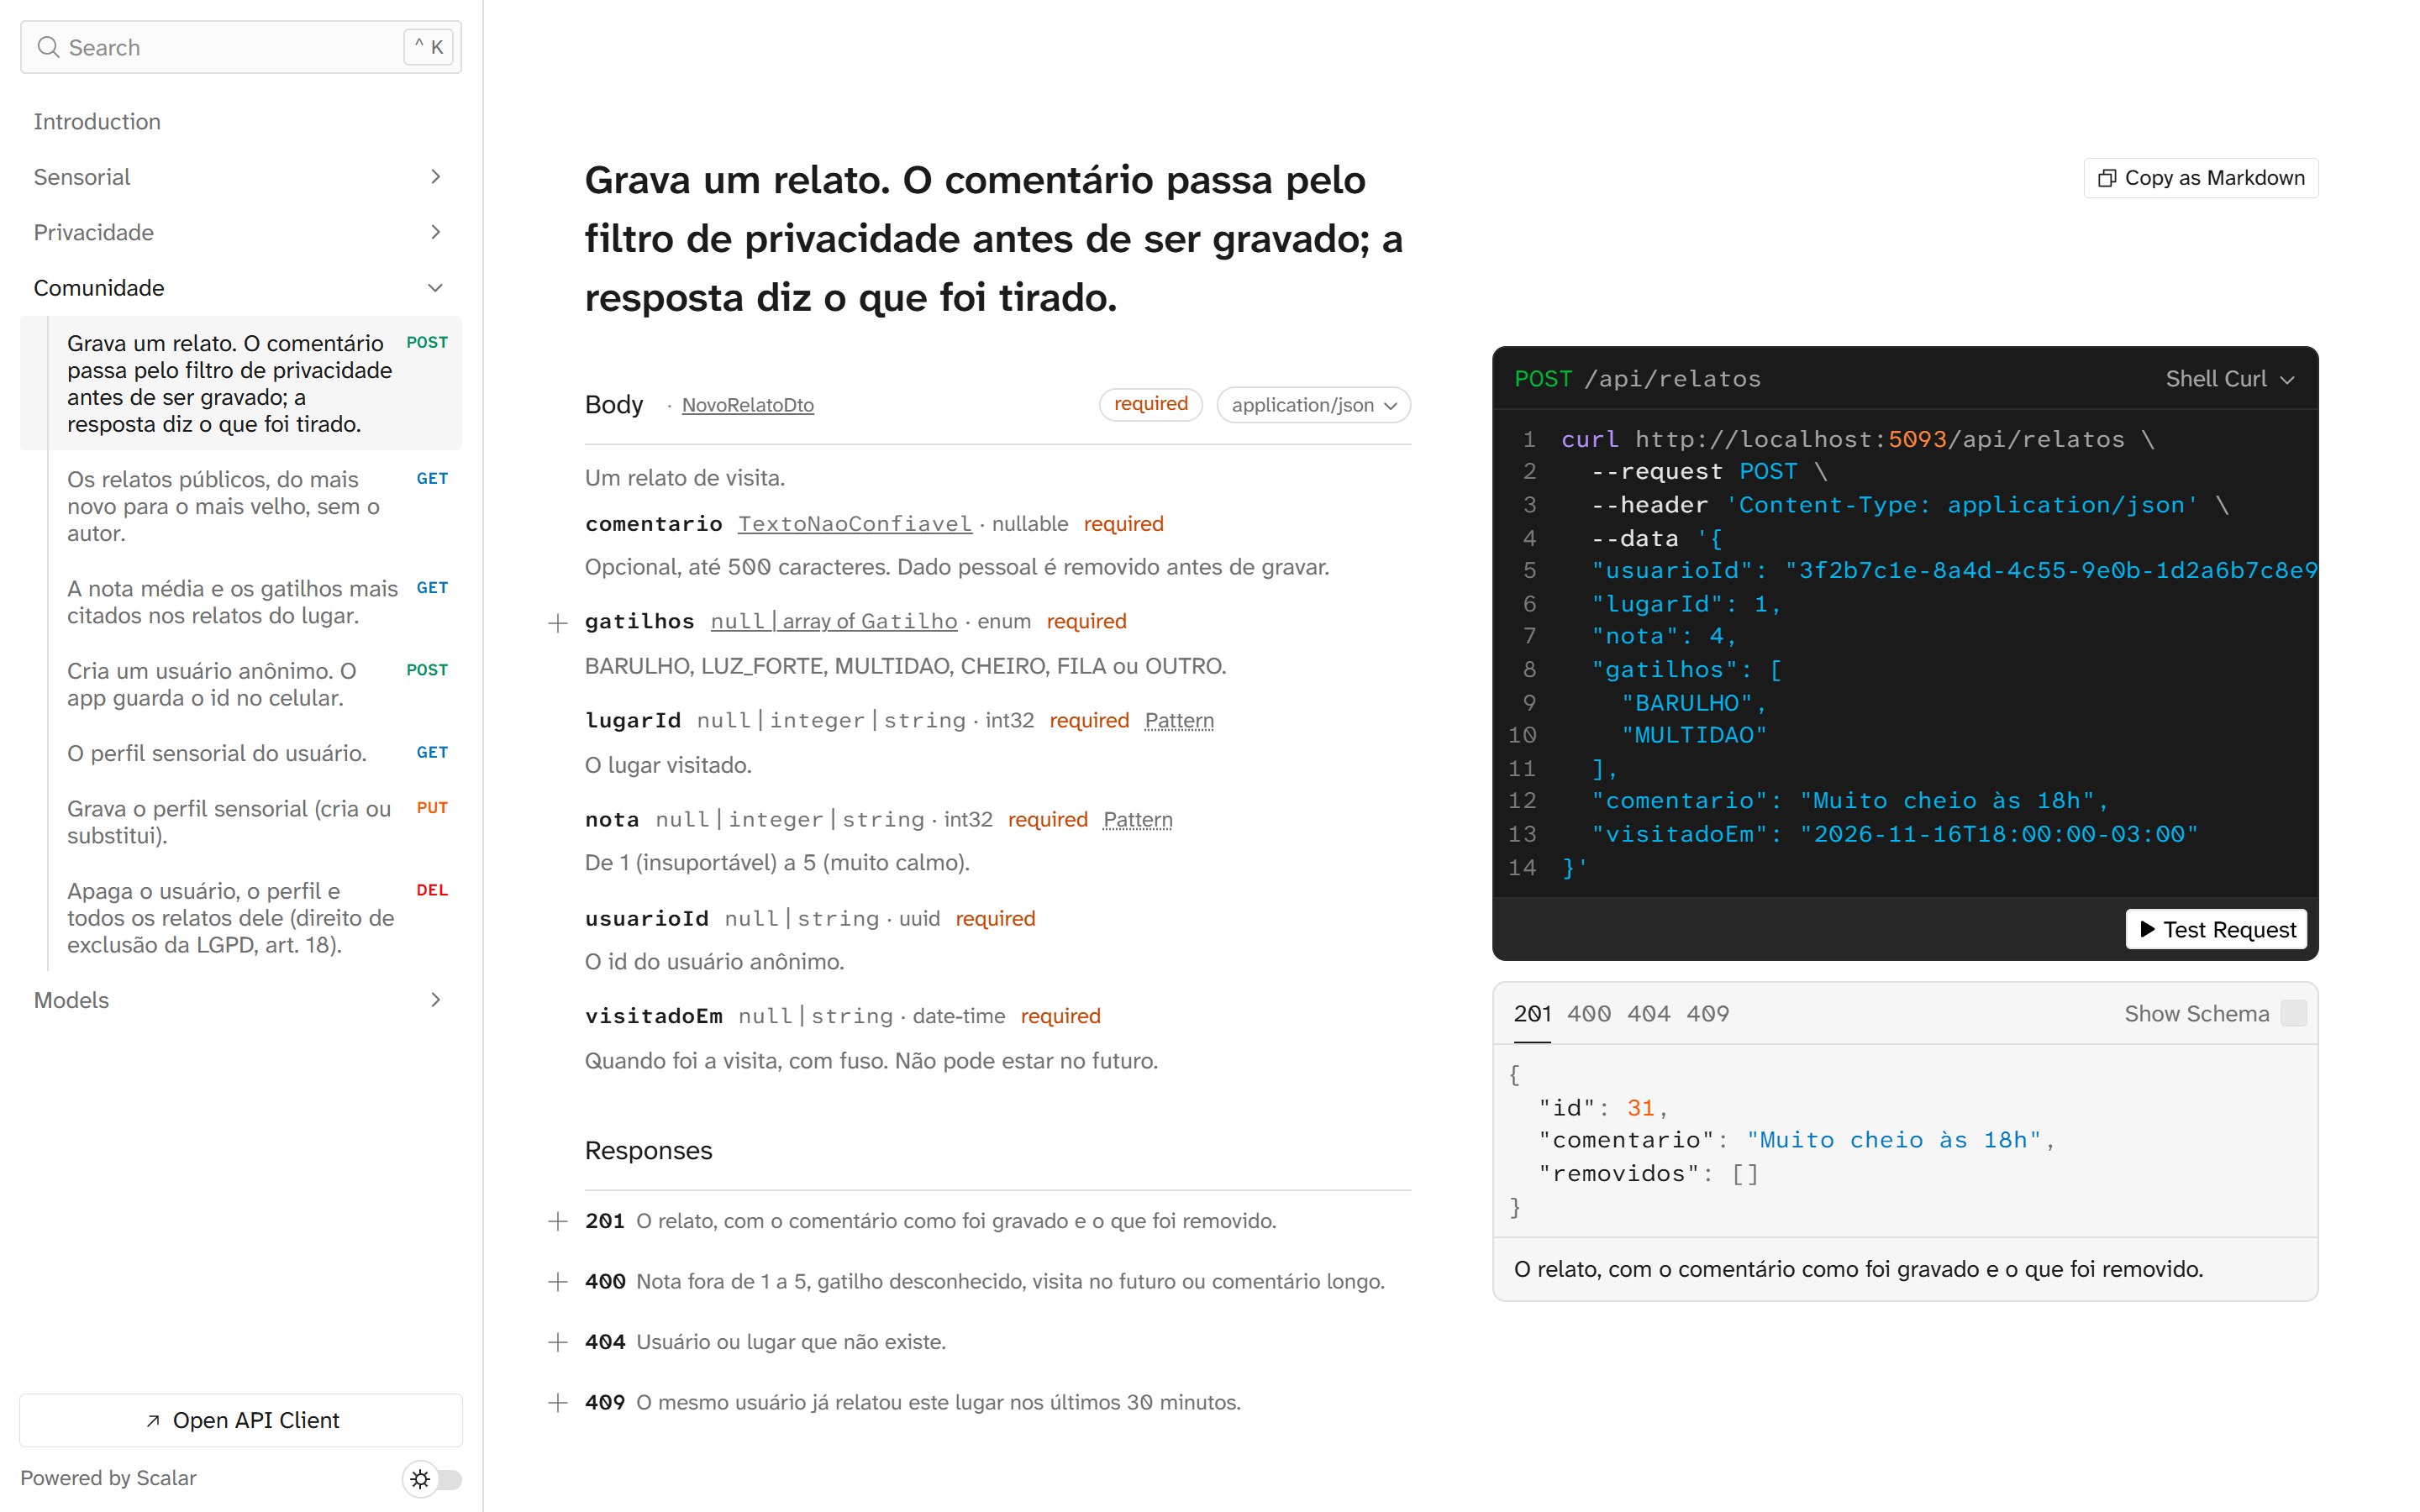 Search
^ K
Introduction
Sensorial
Privacidade
Comunidade
Grava um relato. O comentário
passa pelo filtro de privacidade
antes de ser gravado; a
resposta diz o que foi tirado.
POST
Os relatos públicos, do mais
novo para o mais velho, sem o
autor.
GET
A nota média e os gatilhos mais
citados nos relatos do lugar.
GET
Cria um usuário anônimo. O
app guarda o id no celular.
POST
O perfil sensorial do usuário.
GET
Grava o perfil sensorial (cria ou
substitui).
PUT
Apaga o usuário, o perfil e
todos os relatos dele (direito de
exclusão da LGPD, art. 18).
DEL
Models
Open API Client
Powered by Scalar
Grava um relato. O comentário passa pelo
filtro de privacidade antes de ser gravado; a
resposta diz o que foi tirado.
Copy as Markdown
Body · NovoRelatoDto required application/json
Um relato de visita.
comentario TextoNaoConfiavel · nullable required
Opcional, até 500 caracteres. Dado pessoal é removido antes de gravar.
gatilhos null | array of Gatilho · enum required
BARULHO, LUZ_FORTE, MULTIDAO, CHEIRO, FILA ou OUTRO.
lugarId null | integer | string · int32 required Pattern
O lugar visitado.
nota null | integer | string · int32 required Pattern
De 1 (insuportável) a 5 (muito calmo).
usuarioId null | string · uuid required
O id do usuário anônimo.
visitadoEm null | string · date-time required
Quando foi a visita, com fuso. Não pode estar no futuro.
Responses
201 O relato, com o comentário como foi gravado e o que foi removido.
400 Nota fora de 1 a 5, gatilho desconhecido, visita no futuro ou comentário longo.
404 Usuário ou lugar que não existe.
409 O mesmo usuário já relatou este lugar nos últimos 30 minutos.
POST /api/relatos
Shell Curl
1 curl http://localhost:5093/api/relatos \
2 --request POST \
3 --header 'Content-Type: application/json' \
4 --data '{
5 "usuarioId": "3f2b7c1e-8a4d-4c55-9e0b-1d2a6b7c8e9
6 "lugarId": 1,
7 "nota": 4,
8 "gatilhos": [
9 "BARULHO",
10 "MULTIDAO"
11 ],
12 "comentario": "Muito cheio às 18h",
13 "visitadoEm": "2026-11-16T18:00:00-03:00"
14 }'
Test Request
201 400 404 409
Show Schema
{
"id": 31,
"comentario": "Muito cheio às 18h",
"removidos": []
}
O relato, com o comentário como foi gravado e o que foi removido.